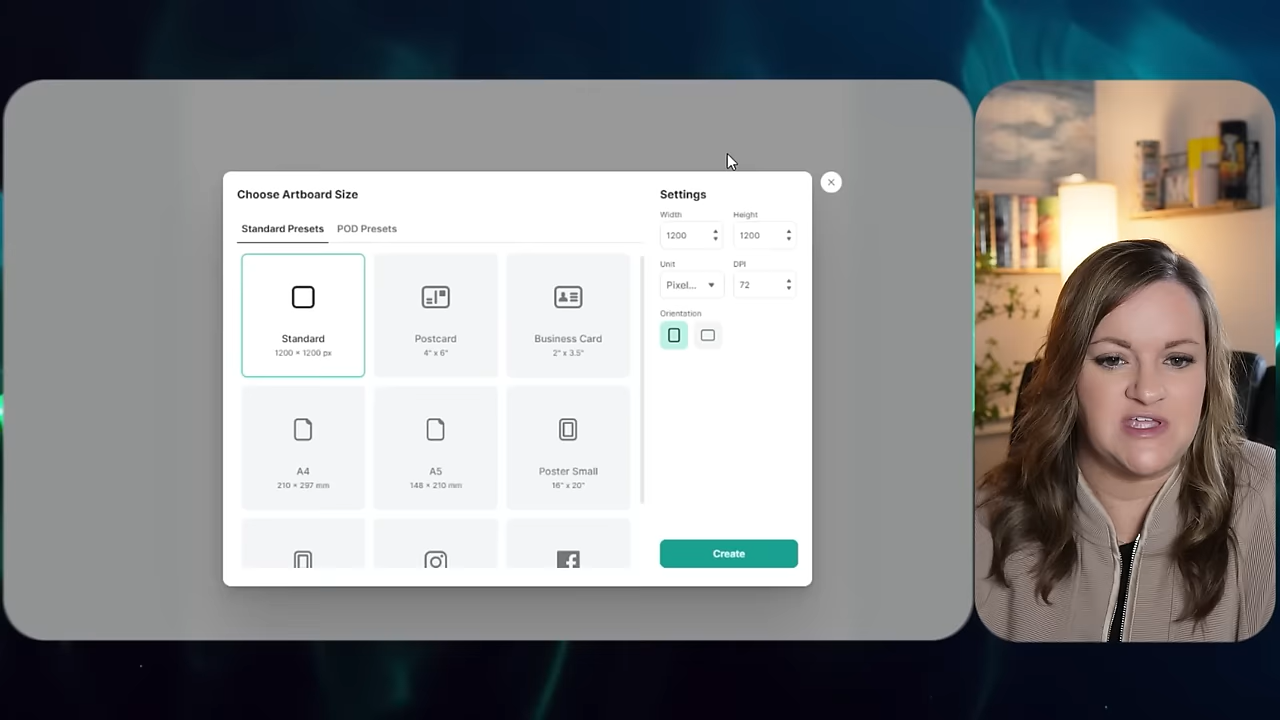 Choose Artboard Size
Standard Presets
POD Presets
Standard
1200 × 1200 px
Postcard
4" x 6"
Business Card
2" x 3.5"
A4
210 × 297 mm
A5
148 × 210 mm
Poster Small
16" x 20"
Settings
Width
Height
1200
1200
Unit
DPI
Pixel...
72
Orientation
Create